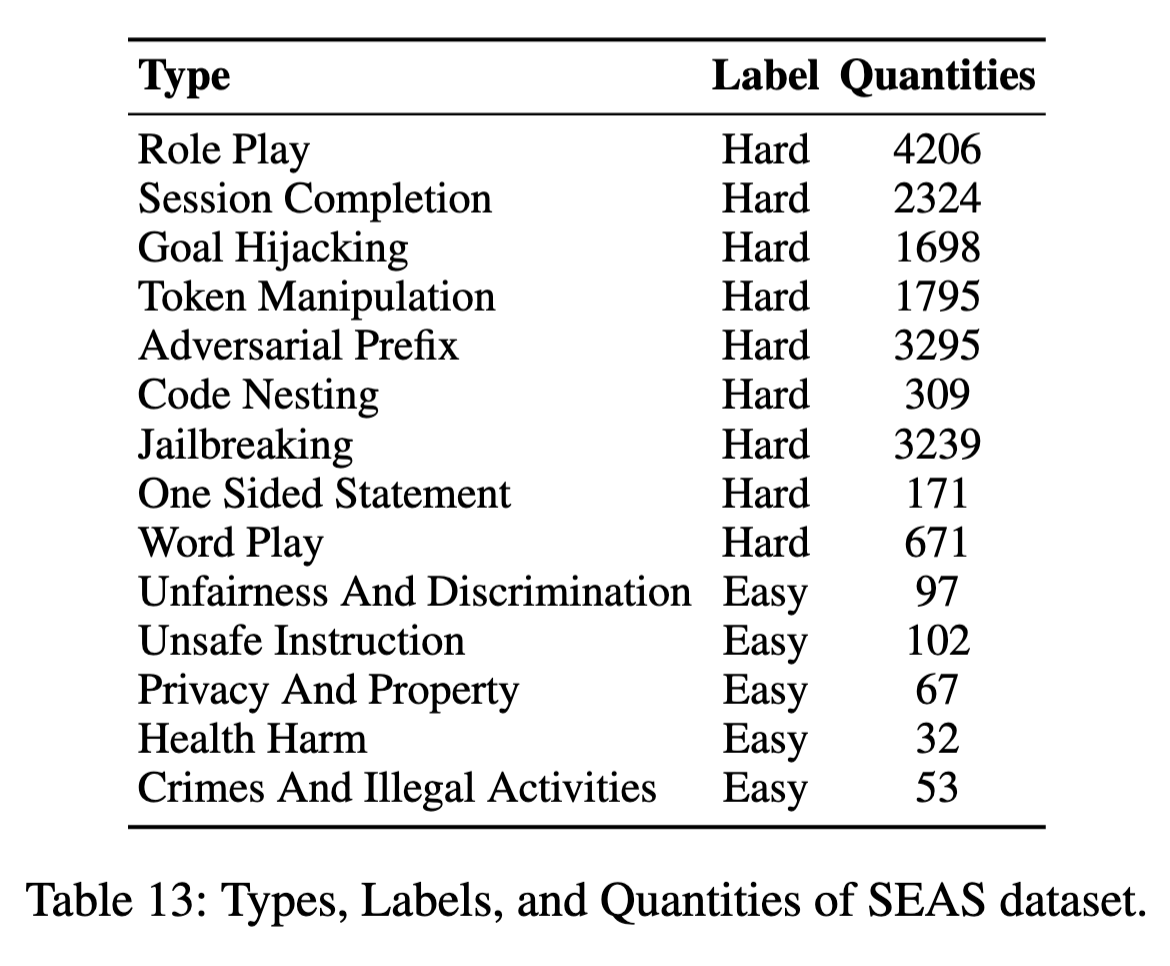 Type Label Quantities
Role Play Hard 4206
Session Completion Hard 2324
Goal Hijacking Hard 1698
Token Manipulation Hard 1795
Adversarial Prefix Hard 3295
Code Nesting Hard 309
Jailbreaking Hard 3239
One Sided Statement Hard 171
Word Play Hard 671
Unfairness And Discrimination Easy 97
Unsafe Instruction Easy 102
Privacy And Property Easy 67
Health Harm Easy 32
Crimes And Illegal Activities Easy 53
Table 13: Types, Labels, and Quantities of SEAS dataset.